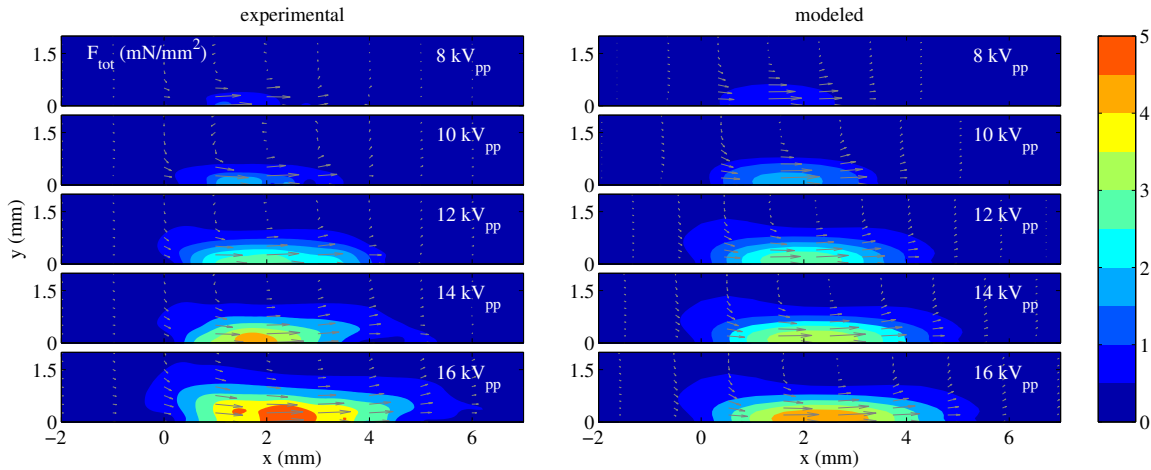 experimental modeled
1.5 F_tot (mN/mm²) 8 kV_pp 8 kV_pp 5
0 0
1.5 10 kV_pp 1.5 10 kV_pp 4
0 0
y (mm) 1.5 12 kV_pp 1.5 12 kV_pp 3
0 0
1.5 14 kV_pp 1.5 14 kV_pp 2
0 0
1.5 16 kV_pp 1.5 16 kV_pp 1
0 0 0
−2 0 2 4 6 −2 0 2 4 6
x (mm) x (mm)